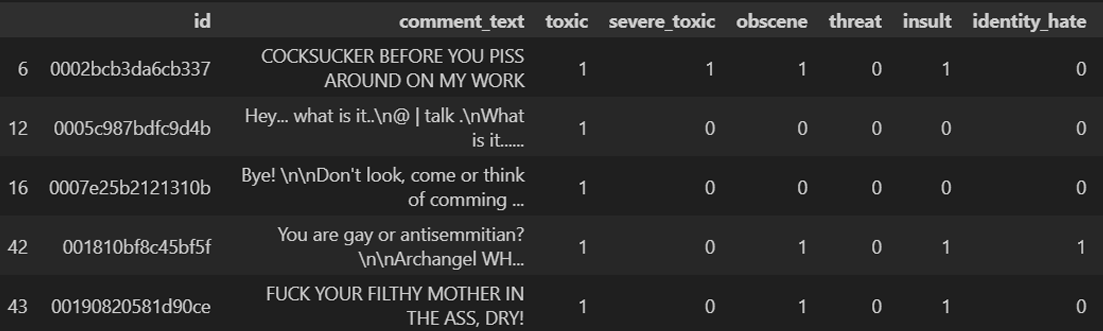 id comment_text toxic severe_toxic obscene threat insult identity_hate
6 0002bcb3da6cb337 COCKSUCKER BEFORE YOU PISS AROUND ON MY WORK 1 1 1 0 1 0
12 0005c987bdfc9d4b Hey... what is it..\n@ | talk .\nWhat is it...... 1 0 0 0 0 0
16 0007e25b2121310b Bye! \n\nDon't look, come or think of comming ... 1 0 0 0 0 0
42 001810bf8c45bf5f You are gay or antisemmitian? \n\nArchangel WH... 1 0 1 0 1 1
43 00190820581d90ce FUCK YOUR FILTHY MOTHER IN THE ASS, DRY! 1 0 1 0 1 0